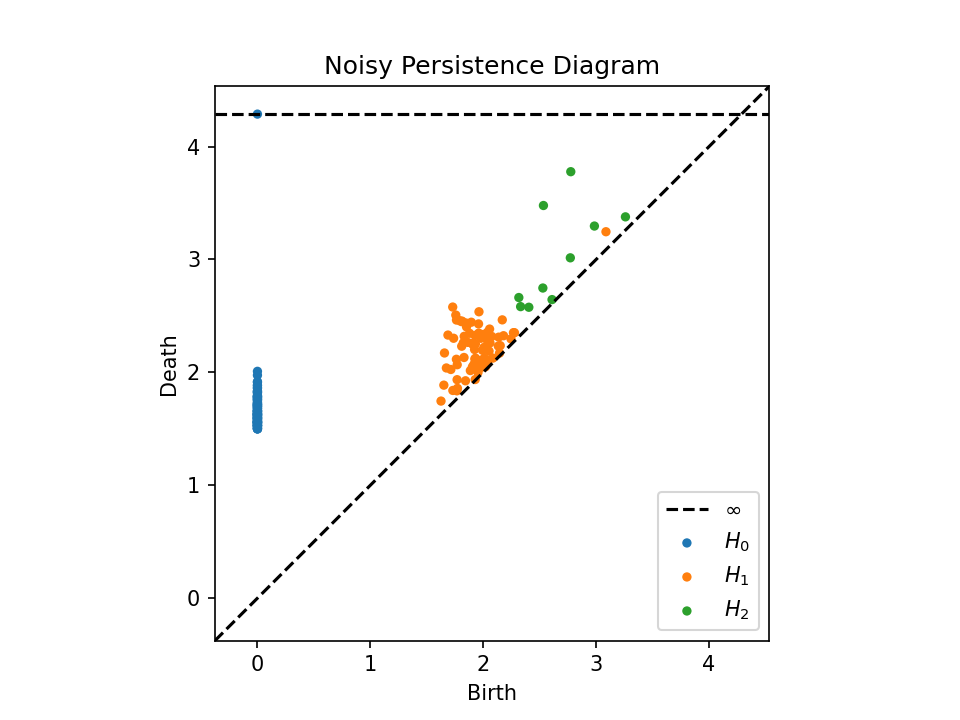 Noisy Persistence Diagram
4
3
2
1
0
Death
0 1 2 3 4
Birth
∞
H₀
H₁
H₂